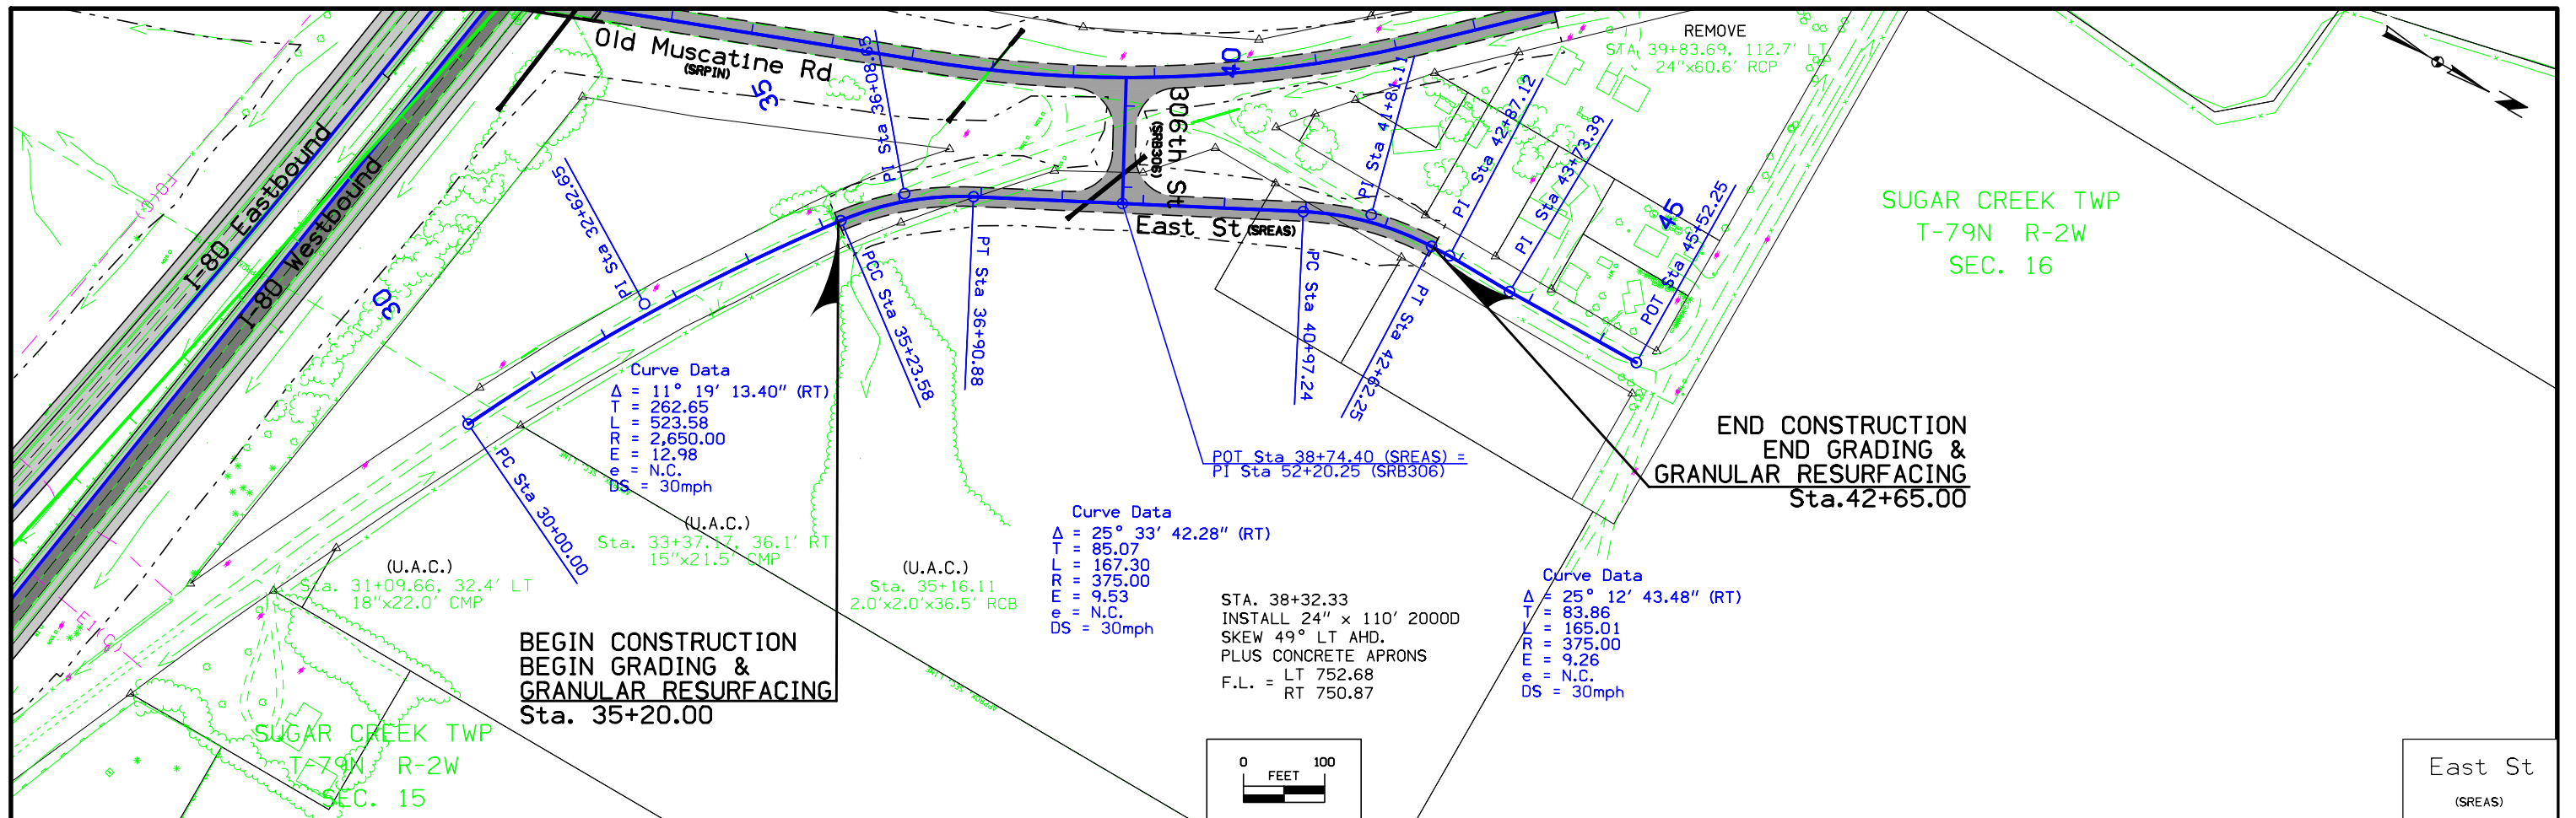 Old Muscatine Rd
(SRPIN)
35
40
REMOVE
STA. 39+83.69, 112.7' LT
24"x60.6' RCP
I-80 Eastbound
I-80 Westbound
30
306th St
(SRB306)
East St (SREAS)
45
PI Sta 32+62.65
PI Sta 36+08.65
PI Sta 41+81.11
PI Sta 42+87.12
PI Sta 43+73.39
POT Sta 45+52.25
PC Sta 30+00.00
PCC Sta 35+23.58
PT Sta 36+90.88
PC Sta 40+97.24
PT Sta 42+62.25
SUGAR CREEK TWP
T-79N R-2W
SEC. 16
Curve Data
Δ = 11° 19' 13.40" (RT)
T = 262.65
L = 523.58
R = 2,650.00
E = 12.98
e = N.C.
DS = 30mph
POT Sta 38+74.40 (SREAS) =
PI Sta 52+20.25 (SRB306)
END CONSTRUCTION
END GRADING &
GRANULAR RESURFACING
Sta.42+65.00
(U.A.C.)
Sta. 33+37.17, 36.1' RT
15"x21.5' CMP
(U.A.C.)
Sta. 31+09.66, 32.4' LT
18"x22.0' CMP
(U.A.C.)
Sta. 35+16.11
2.0'x2.0'x36.5' RCB
Curve Data
Δ = 25° 33' 42.28" (RT)
T = 85.07
L = 167.30
R = 375.00
E = 9.53
e = N.C.
DS = 30mph
STA. 38+32.33
INSTALL 24" x 110' 2000D
SKEW 49° LT AHD.
PLUS CONCRETE APRONS
F.L. = LT 752.68
RT 750.87
Curve Data
Δ = 25° 12' 43.48" (RT)
T = 83.86
L = 165.01
R = 375.00
E = 9.26
e = N.C.
DS = 30mph
BEGIN CONSTRUCTION
BEGIN GRADING &
GRANULAR RESURFACING
Sta. 35+20.00
SUGAR CREEK TWP
T-79N R-2W
SEC. 15
0 100
FEET
N
East St
(SREAS)